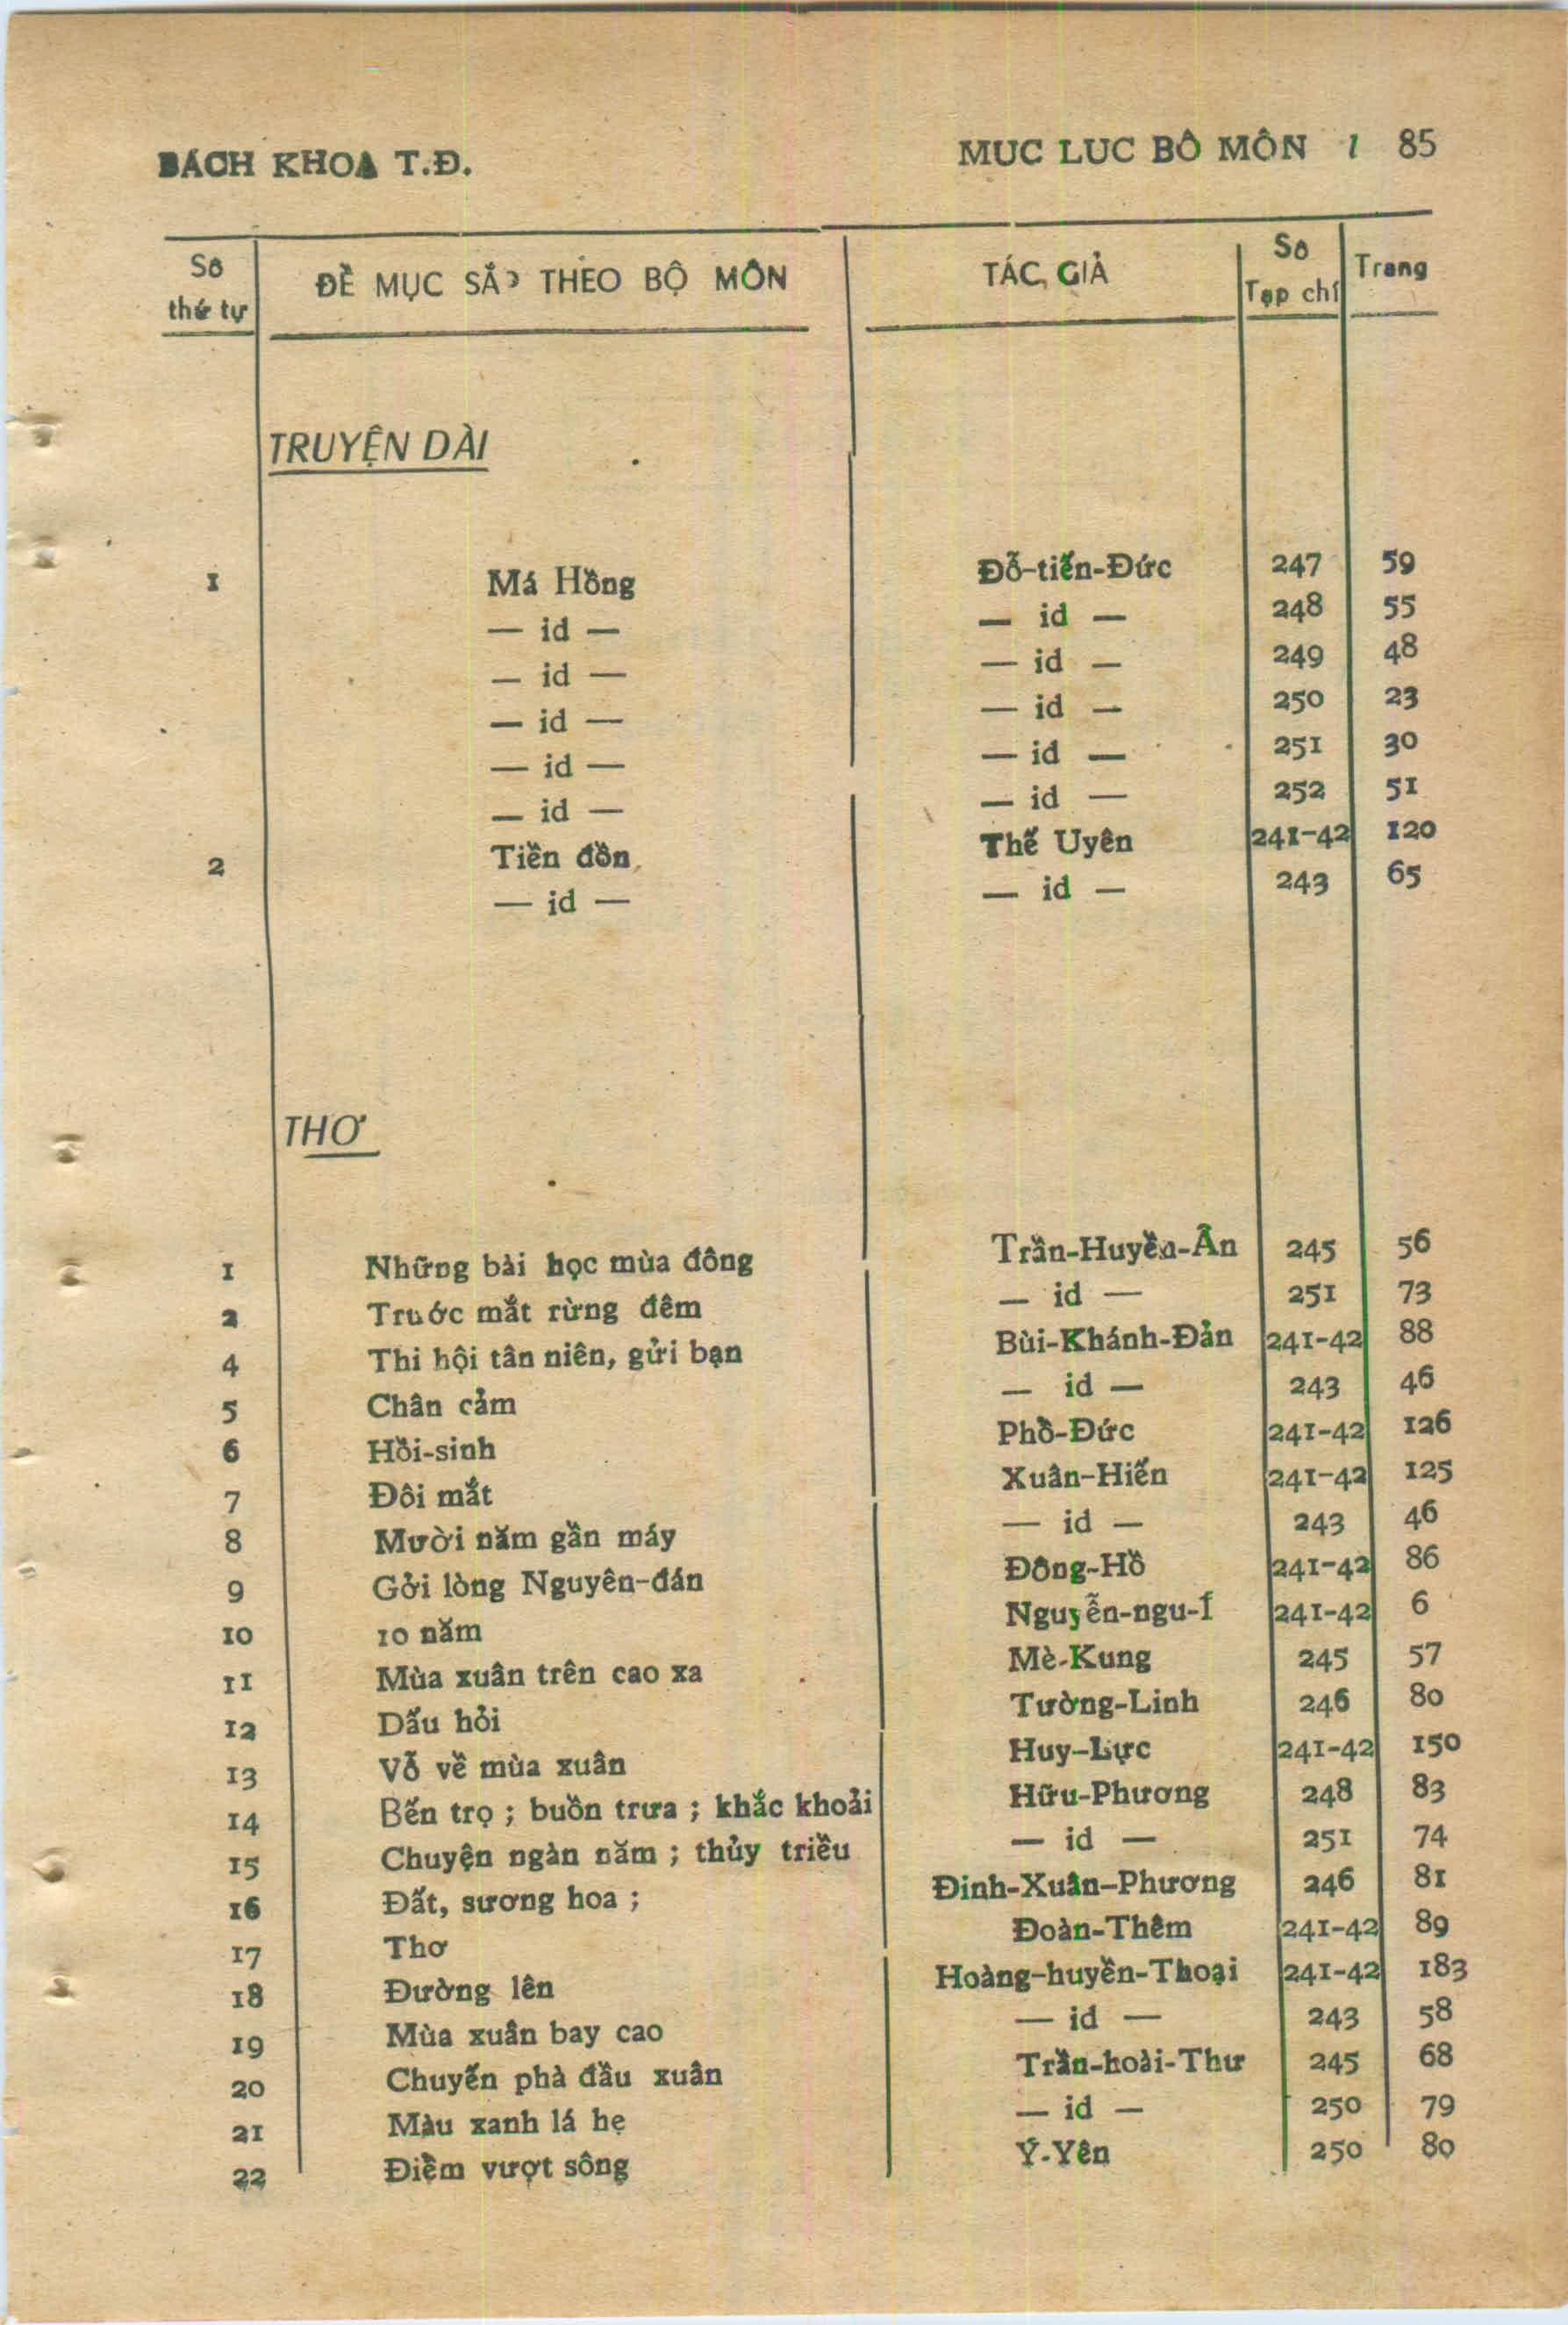 BÁCH KHOA T.Đ.
MUC LUC BÔ MÔN / 85
Số thứ tự
ĐỀ MỤC SẮP THEO BỘ MÔN
TÁC GIẢ
Số Tạp chí
Trang
TRUYỆN DÀI
1 Má Hồng Đỗ-tiến-Đức 247 59
— id — — id — 248 55
— id — — id — 249 48
— id — — id — 250 23
— id — — id — 251 30
— id — — id — 252 51
2 Tiền đồn Thế Uyên 241-42 120
— id — — id — 243 65
THƠ
1 Những bài học mùa đông Trần-Huyền-Ân 245 56
2 Trước mắt rừng đêm — id — 251 73
4 Thi hội tân niên, gửi bạn Bùi-Khánh-Đản 241-42 88
5 Chân cảm — id — 243 46
6 Hồi-sinh Phổ-Đức 241-42 126
7 Đôi mắt Xuân-Hiến 241-42 125
8 Mười năm gần máy — id — 243 46
9 Gởi lòng Nguyên-đán Đông-Hồ 241-42 86
10 10 năm Nguyễn-ngu-Í 241-42 6
11 Mùa xuân trên cao xa Mè-Kung 245 57
12 Dấu hỏi Tường-Linh 246 80
13 Vỗ về mùa xuân Huy-Lực 241-42 150
14 Bến trọ ; buồn trưa ; khắc khoải Hữu-Phương 248 83
15 Chuyện ngàn năm ; thủy triều — id — 251 74
16 Đất, sương hoa ; Đinh-Xuân-Phương 246 81
17 Thơ Đoàn-Thêm 241-42 89
18 Đường lên Hoàng-huyền-Thoại 241-42 183
19 Mùa xuân bay cao — id — 243 58
20 Chuyến phà đầu xuân Trần-hoài-Thư 245 68
21 Màu xanh lá hẹ — id — 250 79
22 Điểm vượt sông Ý-Yên 250 80